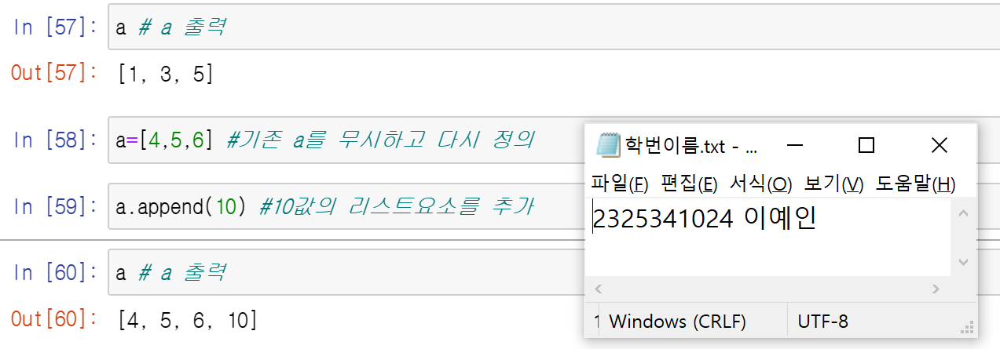 In [57]: a # a 출력
Out[57]: [1, 3, 5]
In [58]: a=[4,5,6] #기존 a를 무시하고 다시 정의
In [59]: a.append(10) #10값의 리스트요소를 추가
In [60]: a # a 출력
Out[60]: [4, 5, 6, 10]
학번이름.txt - ...
파일(F) 편집(E) 서식(O) 보기(V) 도움말(H)
2325341024 이예인
1 Windows (CRLF) UTF-8